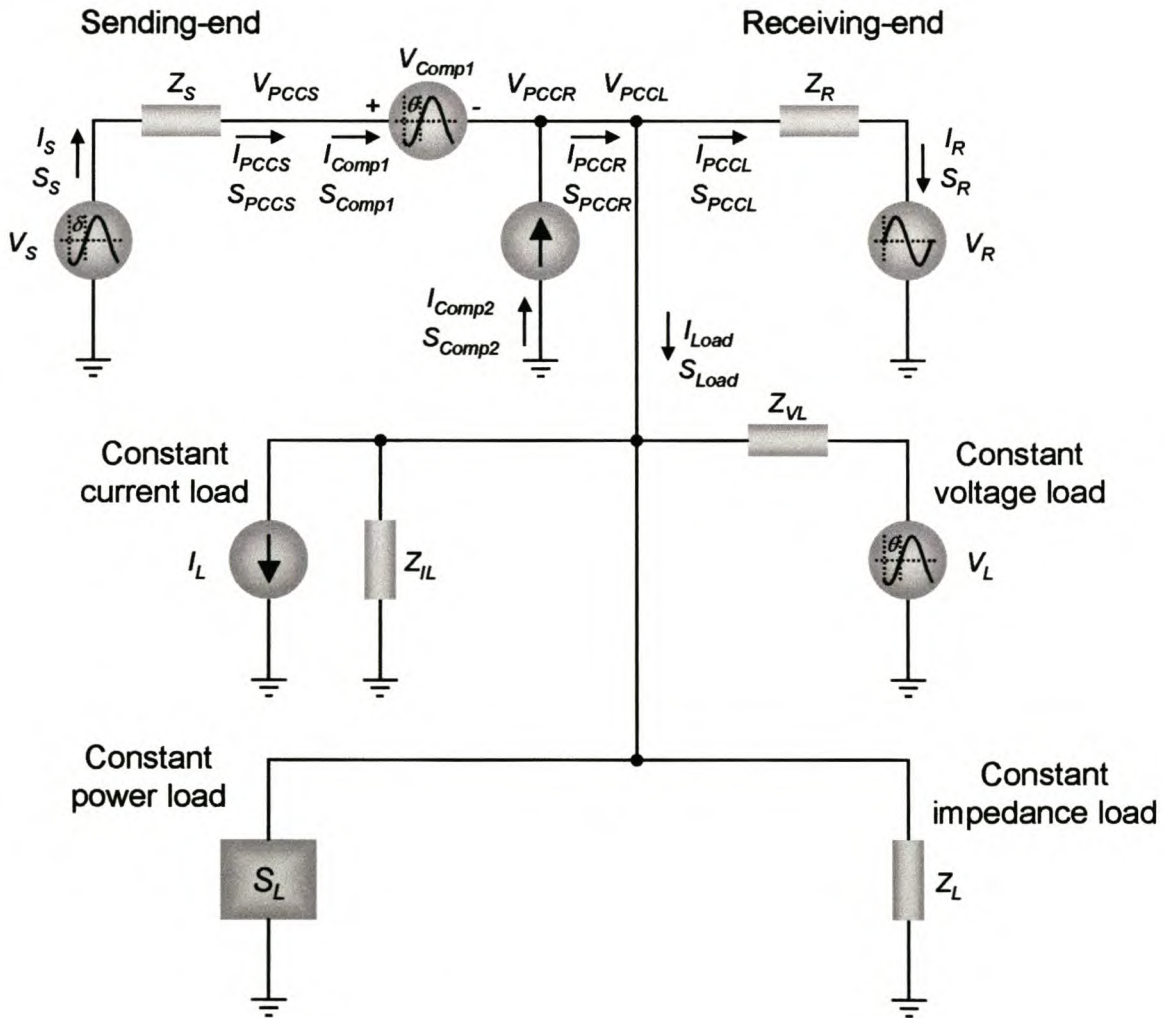 Sending-end
Receiving-end
V_Comp1
Z_S
V_PCCS
+
θ
-
V_PCCR
V_PCCL
Z_R
I_S
S_S
I_PCCS
S_PCCS
I_Comp1
S_Comp1
I_PCCR
S_PCCR
I_PCCL
S_PCCL
I_R
S_R
V_S
δ
V_R
I_Comp2
S_Comp2
I_Load
S_Load
Z_VL
Constant
current load
Constant
voltage load
I_L
Z_IL
θ
V_L
Constant
power load
Constant
impedance load
S_L
Z_L